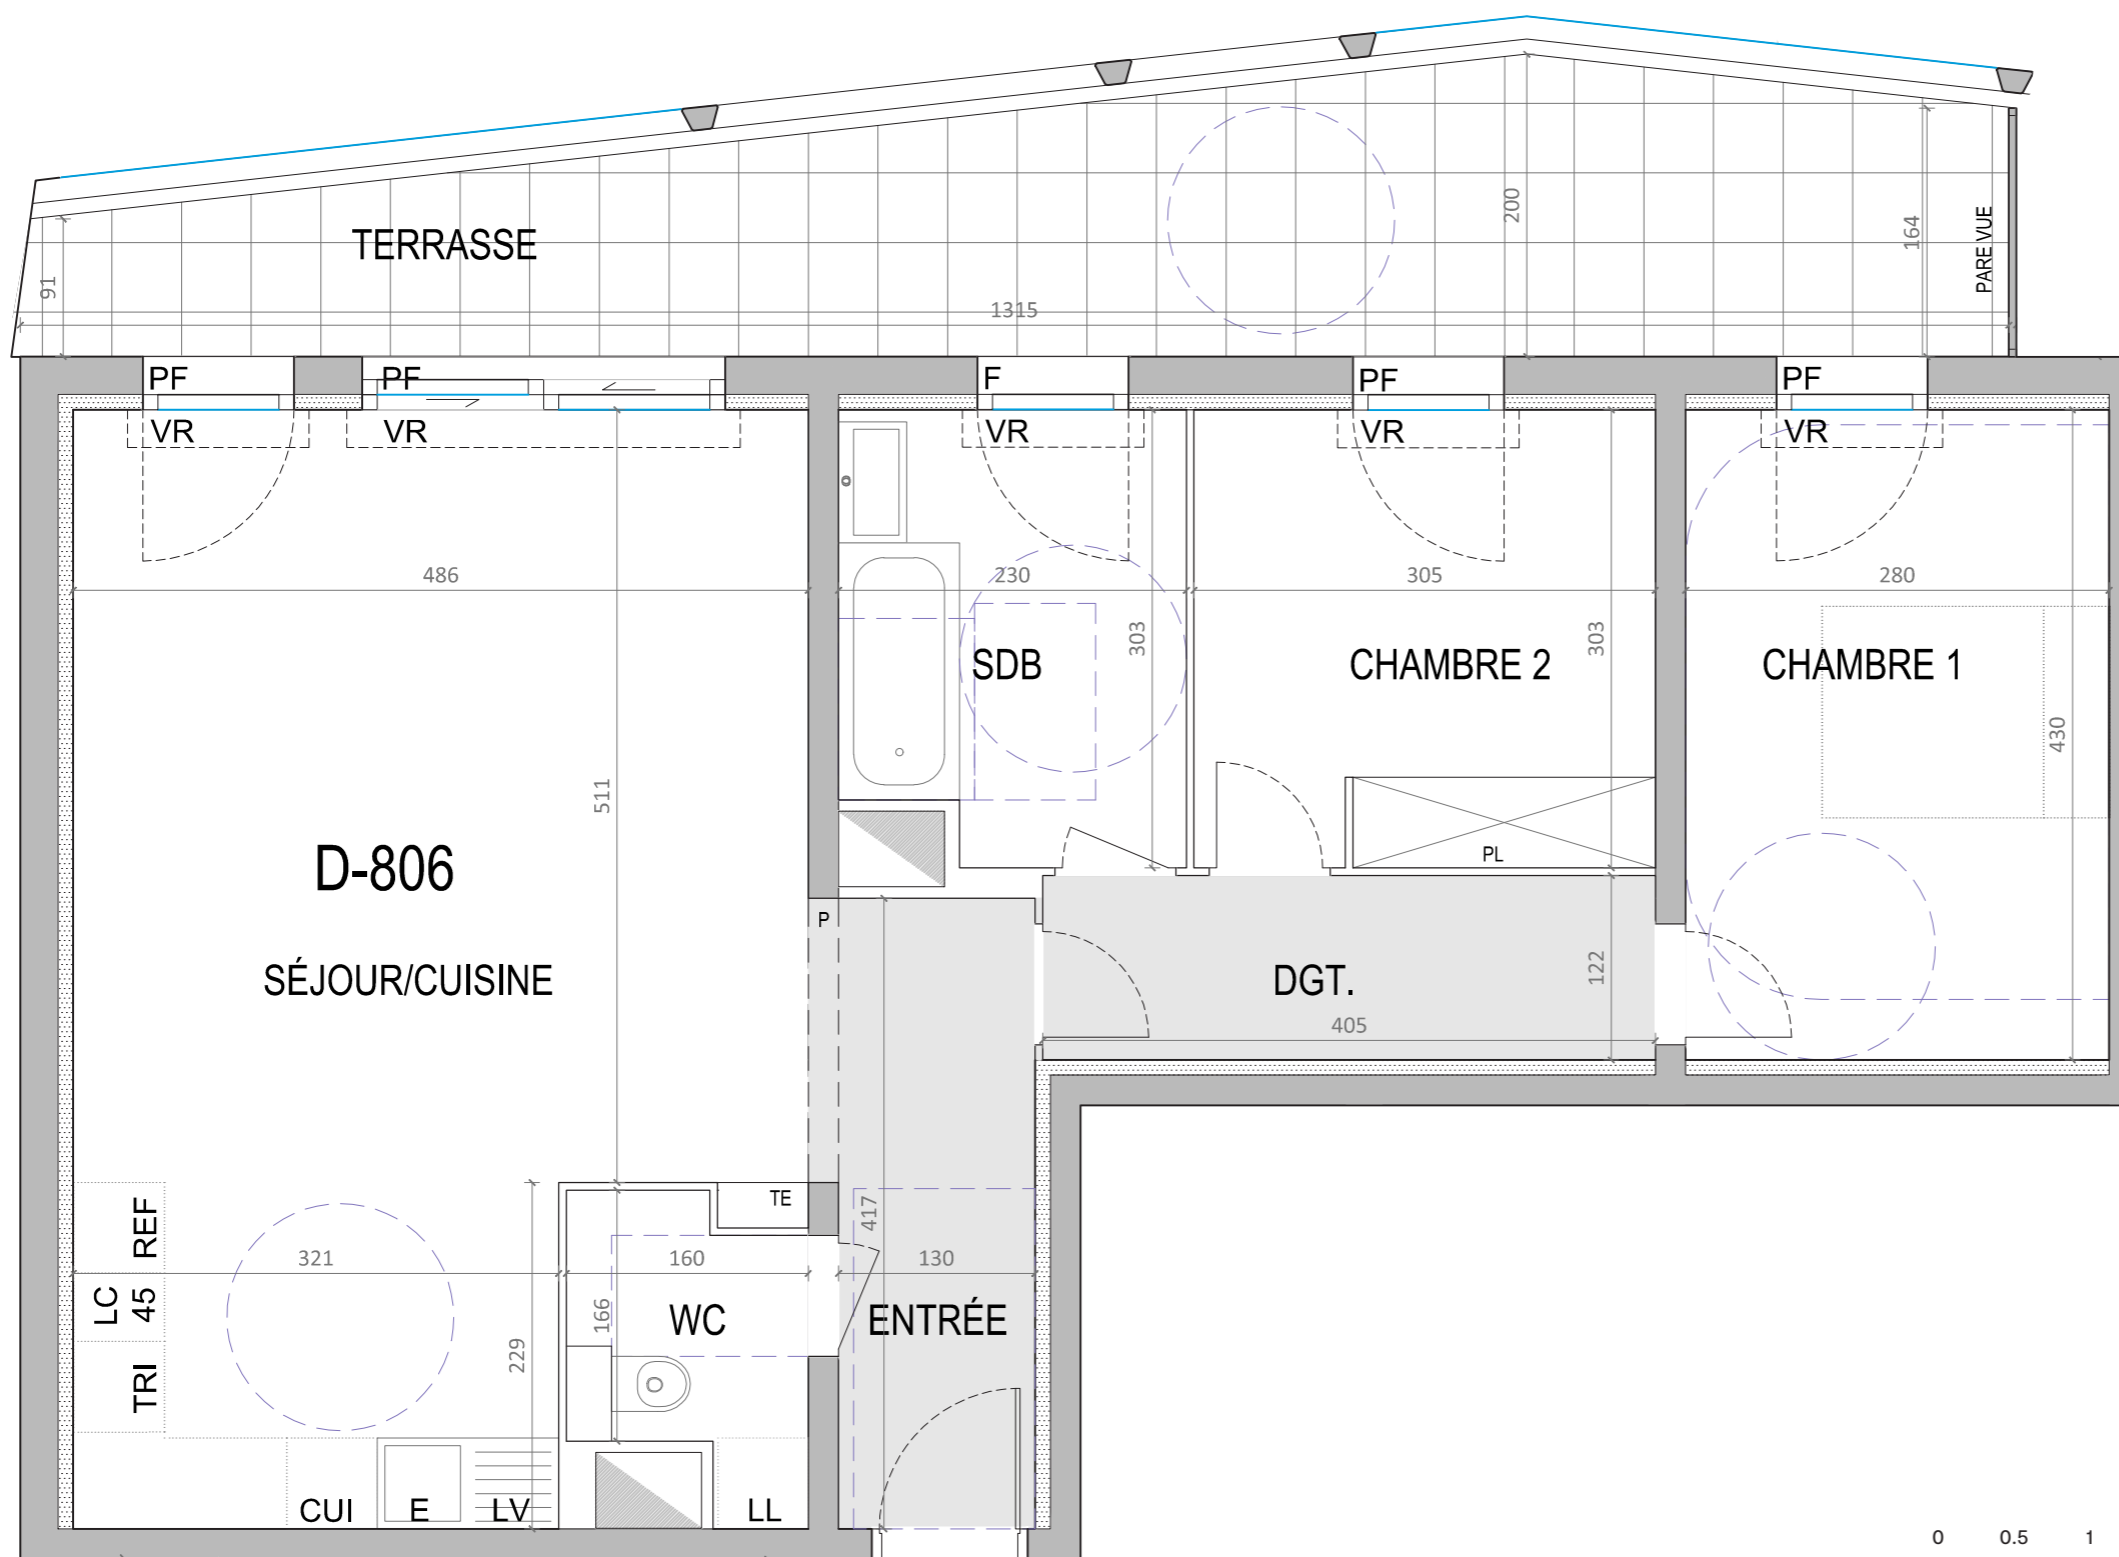 TERRASSE
91
1315
200
164
PARE VUE
PF
PF
F
PF
PF
VR
VR
VR
VR
VR
486
230
305
280
303
303
SDB
CHAMBRE 2
CHAMBRE 1
430
511
D-806
PL
P
SÉJOUR/CUISINE
DGT.
122
405
REF
TE
417
321
160
130
LC
45
166
WC
ENTRÉE
229
TRI
CUI
E
LV
LL
0 0.5 1